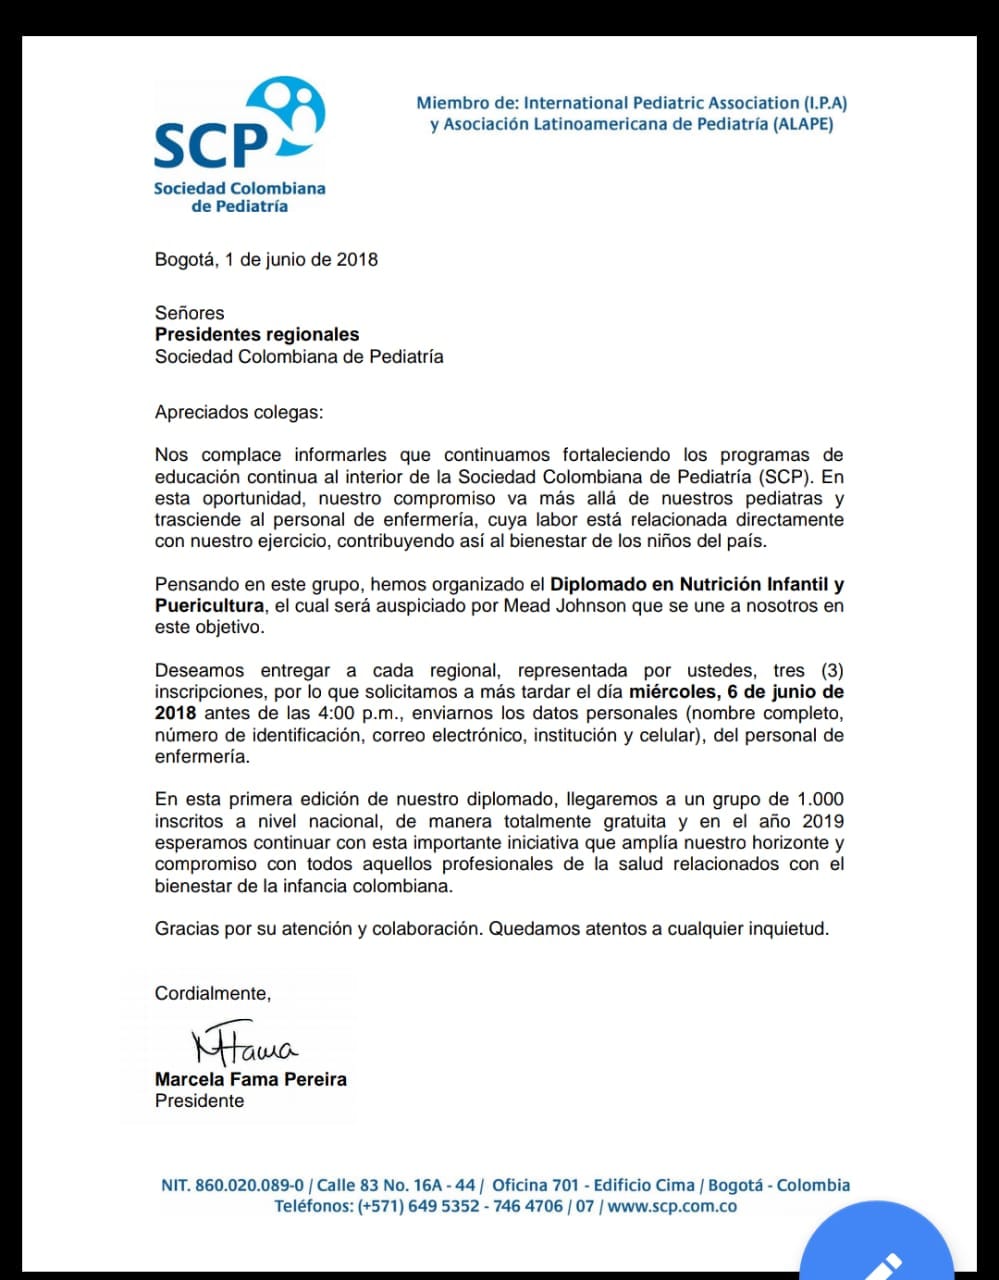 SCP
Sociedad Colombiana
de Pediatría
Miembro de: International Pediatric Association (I.P.A)
y Asociación Latinoamericana de Pediatría (ALAPE)
Bogotá, 1 de junio de 2018
Señores
Presidentes regionales
Sociedad Colombiana de Pediatría
Apreciados colegas:
Nos complace informarles que continuamos fortaleciendo los programas de
educación continua al interior de la Sociedad Colombiana de Pediatría (SCP). En
esta oportunidad, nuestro compromiso va más allá de nuestros pediatras y
trasciende al personal de enfermería, cuya labor está relacionada directamente
con nuestro ejercicio, contribuyendo así al bienestar de los niños del país.
Pensando en este grupo, hemos organizado el Diplomado en Nutrición Infantil y
Puericultura, el cual será auspiciado por Mead Johnson que se une a nosotros en
este objetivo.
Deseamos entregar a cada regional, representada por ustedes, tres (3)
inscripciones, por lo que solicitamos a más tardar el día miércoles, 6 de junio de
2018 antes de las 4:00 p.m., enviarnos los datos personales (nombre completo,
número de identificación, correo electrónico, institución y celular), del personal de
enfermería.
En esta primera edición de nuestro diplomado, llegaremos a un grupo de 1.000
inscritos a nivel nacional, de manera totalmente gratuita y en el año 2019
esperamos continuar con esta importante iniciativa que amplía nuestro horizonte y
compromiso con todos aquellos profesionales de la salud relacionados con el
bienestar de la infancia colombiana.
Gracias por su atención y colaboración. Quedamos atentos a cualquier inquietud.
Cordialmente,
MFama
Marcela Fama Pereira
Presidente
NIT. 860.020.089-0 / Calle 83 No. 16A - 44 / Oficina 701 - Edificio Cima / Bogotá - Colombia
Teléfonos: (+571) 649 5352 - 746 4706 / 07 / www.scp.com.co